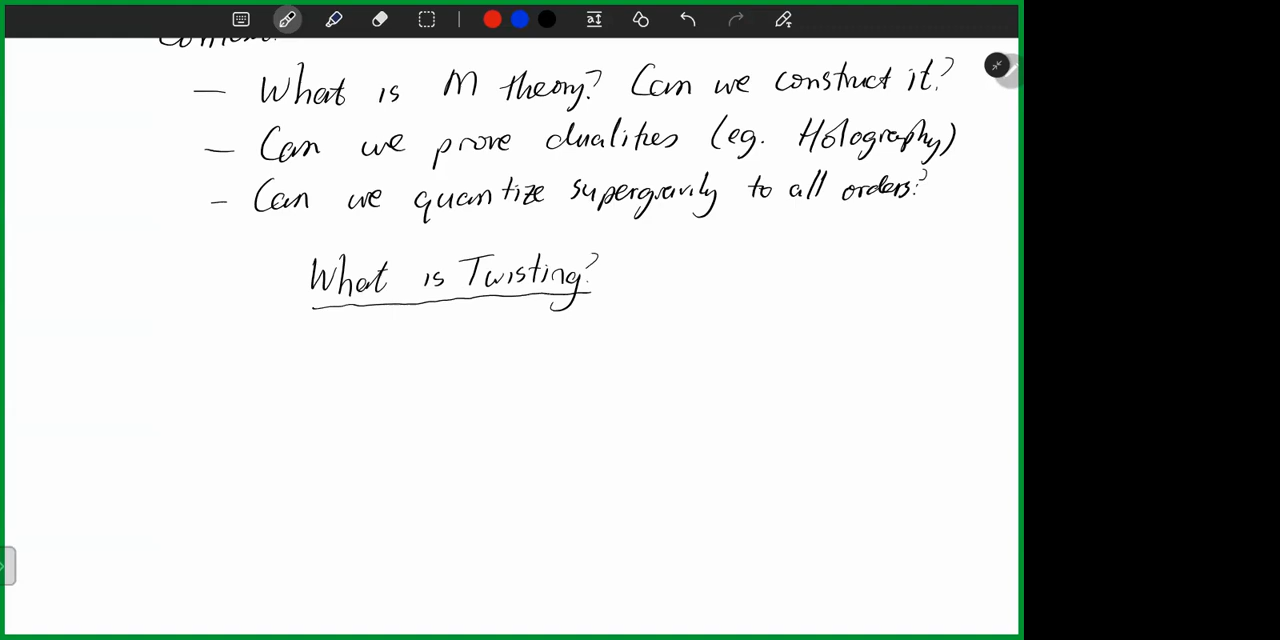 — What is M theory? Can we construct it?
— Can we prove dualities (eg. Holography)
- Can we quantize supergravity to all orders?
What is Twisting?